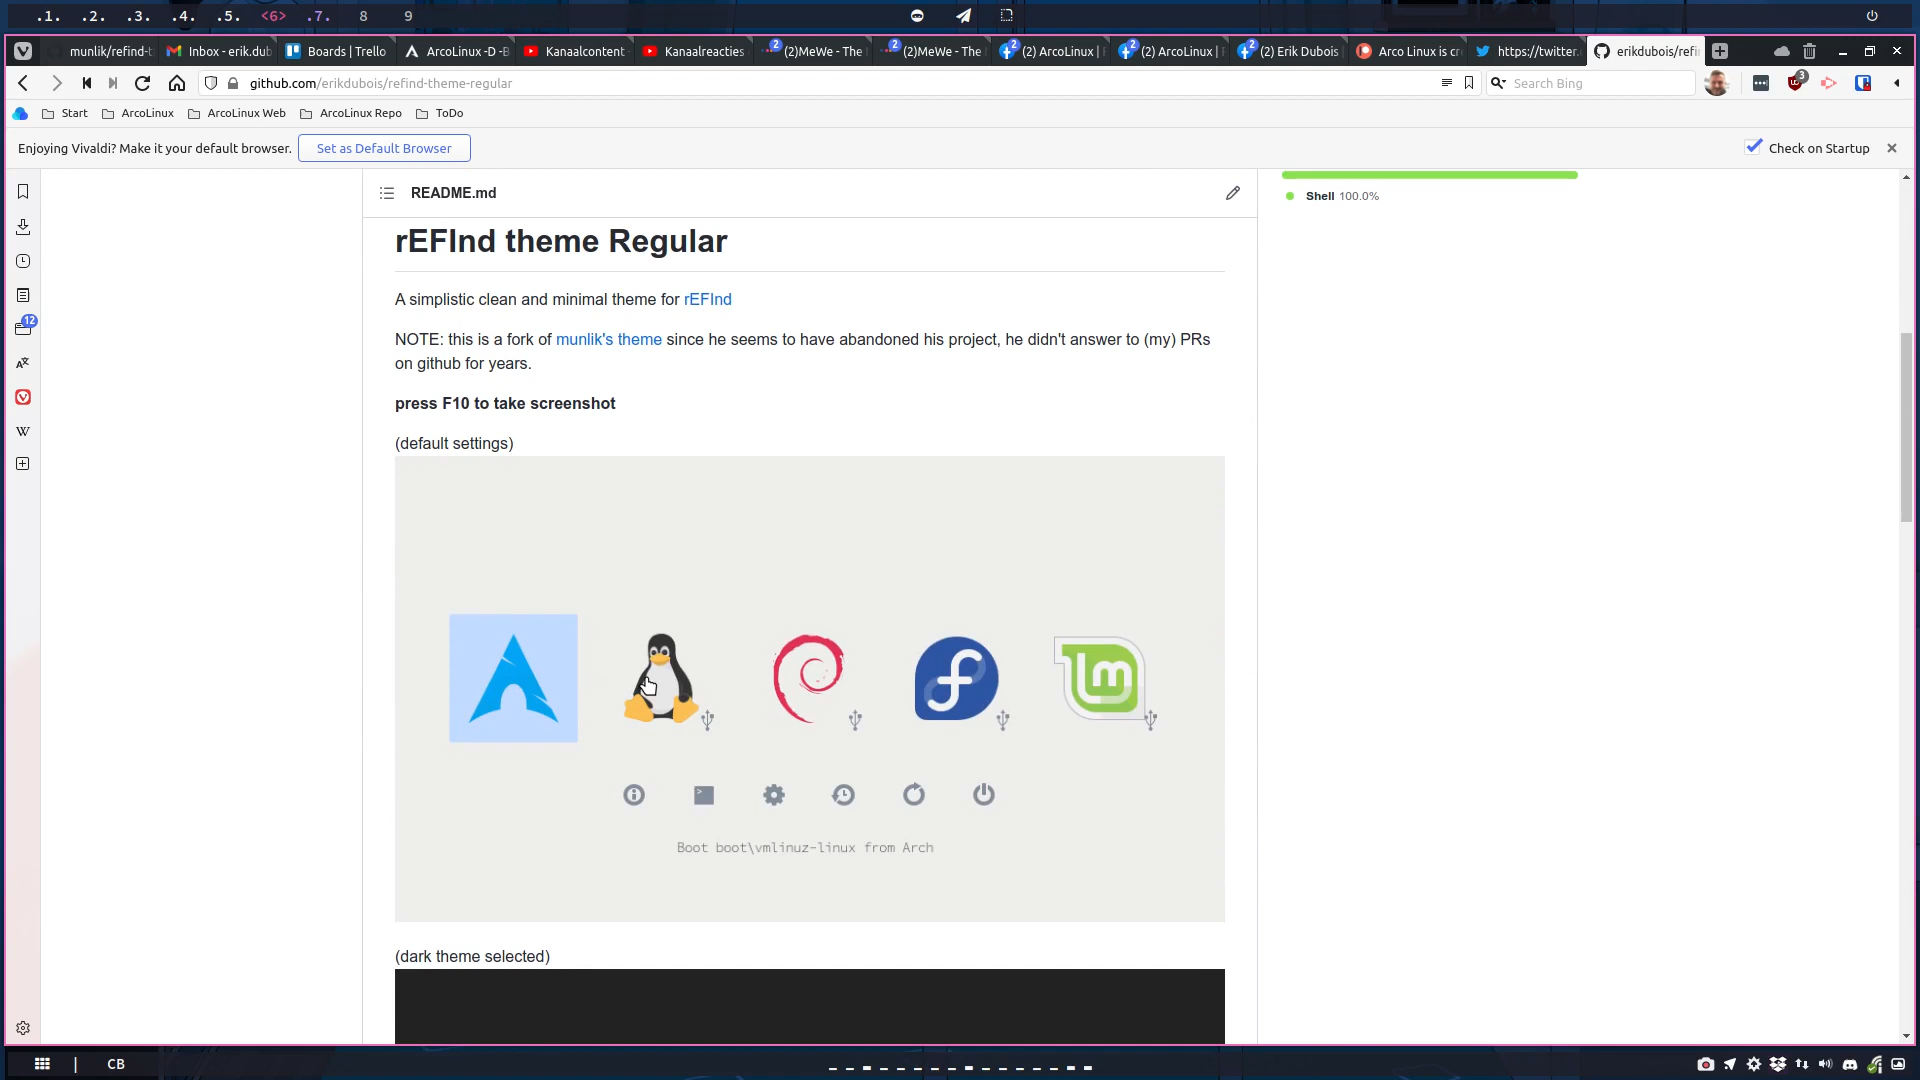 .1. .2. .3. .4. .5. <6> .7. 8 9
munlik/refind-t Inbox - erik.dub Boards | Trello ArcoLinux -D -B Kanaalcontent Kanaalreacties (2)MeWe - The (2)MeWe - The (2) ArcoLinux | F (2) ArcoLinux | F (2) Erik Dubois Arco Linux is cr https://twitter. erikdubois/refi
github.com/erikdubois/refind-theme-regular Search Bing 3
Start ArcoLinux ArcoLinux Web ArcoLinux Repo ToDo
Enjoying Vivaldi? Make it your default browser. Set as Default Browser Check on Startup
README.md
Shell 100.0%
rEFInd theme Regular
A simplistic clean and minimal theme for rEFInd
12
NOTE: this is a fork of munlik's theme since he seems to have abandoned his project, he didn't answer to (my) PRs
on github for years.
press F10 to take screenshot
(default settings)
Boot boot\vmlinuz-linux from Arch
(dark theme selected)
CB